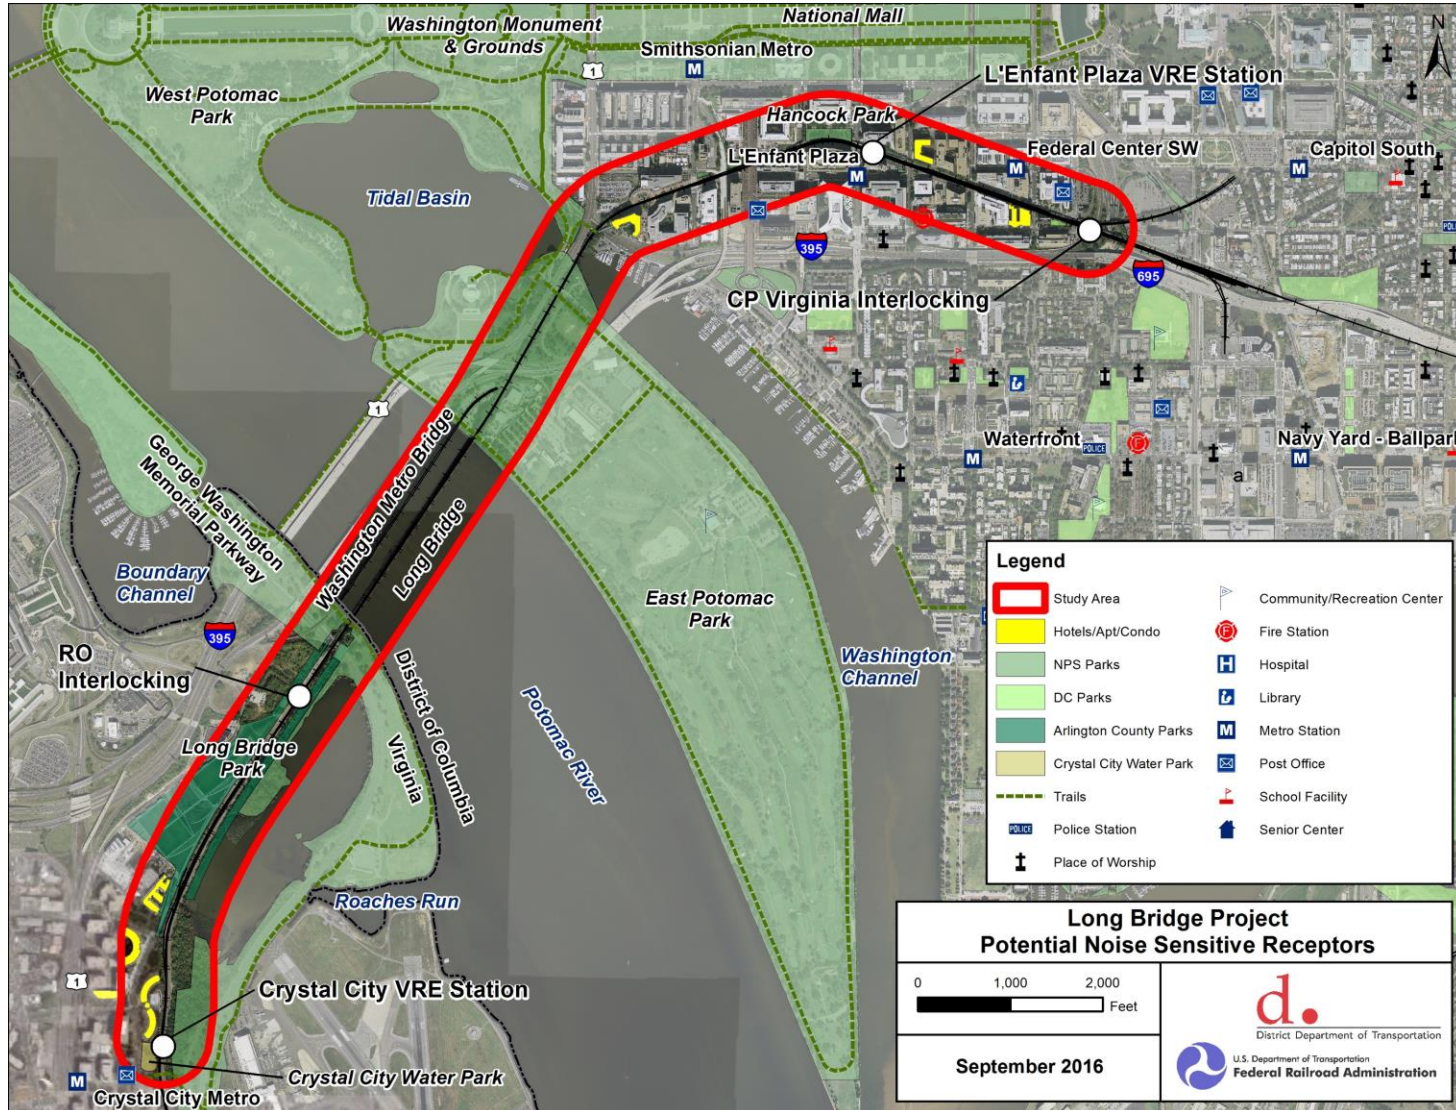 Washington Monument
& Grounds
National Mall
N
Smithsonian Metro
M
1
L'Enfant Plaza VRE Station
West Potomac
Park
Hancock Park
L'Enfant Plaza
M
Federal Center SW
M
Capitol South
M
Tidal Basin
F
395
695
CP Virginia Interlocking
POLICE
1
Washington Metro Bridge
Long Bridge
George Washington
Memorial Parkway
Waterfront
M
POLICE
F
Navy Yard - Ballpar
M
a
Boundary
Channel
395
RO
Interlocking
East Potomac
Park
Washington
Channel
District of Columbia
Virginia
Potomac River
Long Bridge
Park
Roaches Run
1
Crystal City VRE Station
Crystal City Water Park
M
Crystal City Metro
Legend
Study Area
Hotels/Apt/Condo
NPS Parks
DC Parks
Arlington County Parks
Crystal City Water Park
Trails
POLICE Police Station
Place of Worship
Community/Recreation Center
F Fire Station
H Hospital
i Library
M Metro Station
Post Office
School Facility
Senior Center
Long Bridge Project
Potential Noise Sensitive Receptors
0 1,000 2,000
Feet
September 2016
d.
District Department of Transportation
U.S. Department of Transportation
Federal Railroad Administration